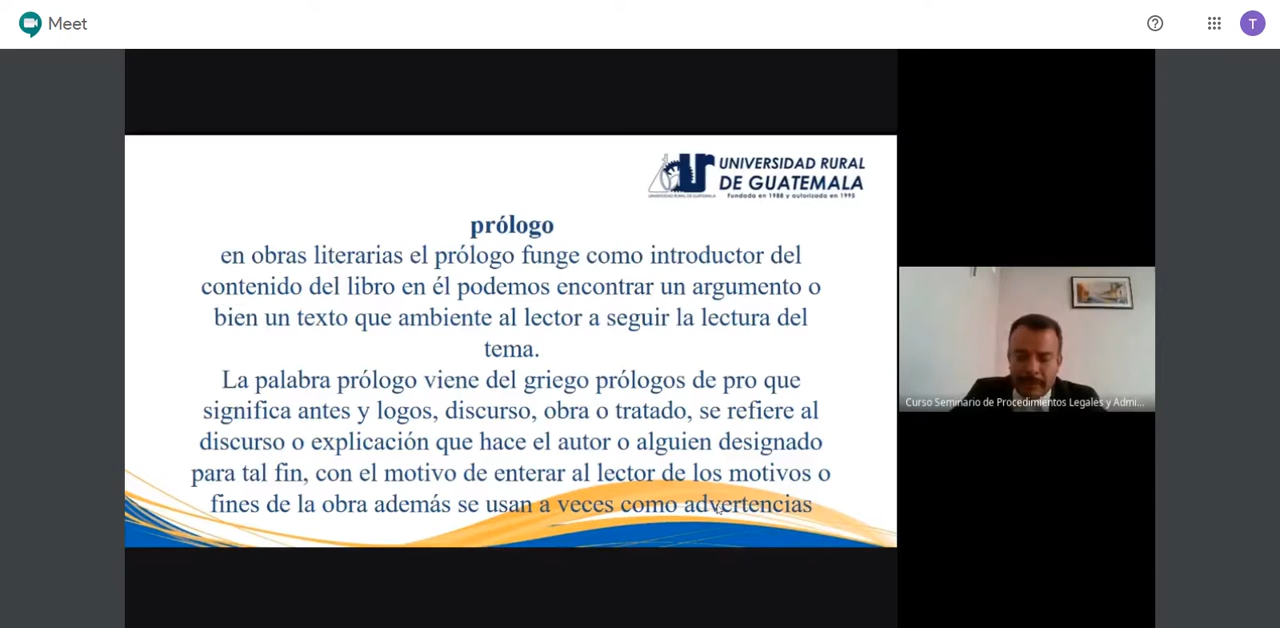 Meet
T
UNIVERSIDAD RURAL
DE GUATEMALA
Fundada en 1988 y autorizada en 1995
UNIVERSIDAD RURAL DE GUATEMALA
prólogo
en obras literarias el prólogo funge como introductor del
contenido del libro en él podemos encontrar un argumento o
bien un texto que ambiente al lector a seguir la lectura del
tema.
La palabra prólogo viene del griego prólogos de pro que
significa antes y logos, discurso, obra o tratado, se refiere al
discurso o explicación que hace el autor o alguien designado
para tal fin, con el motivo de enterar al lector de los motivos o
fines de la obra además se usan a veces como advertencias
Curso Seminario de Procedimientos Legales y Admi...